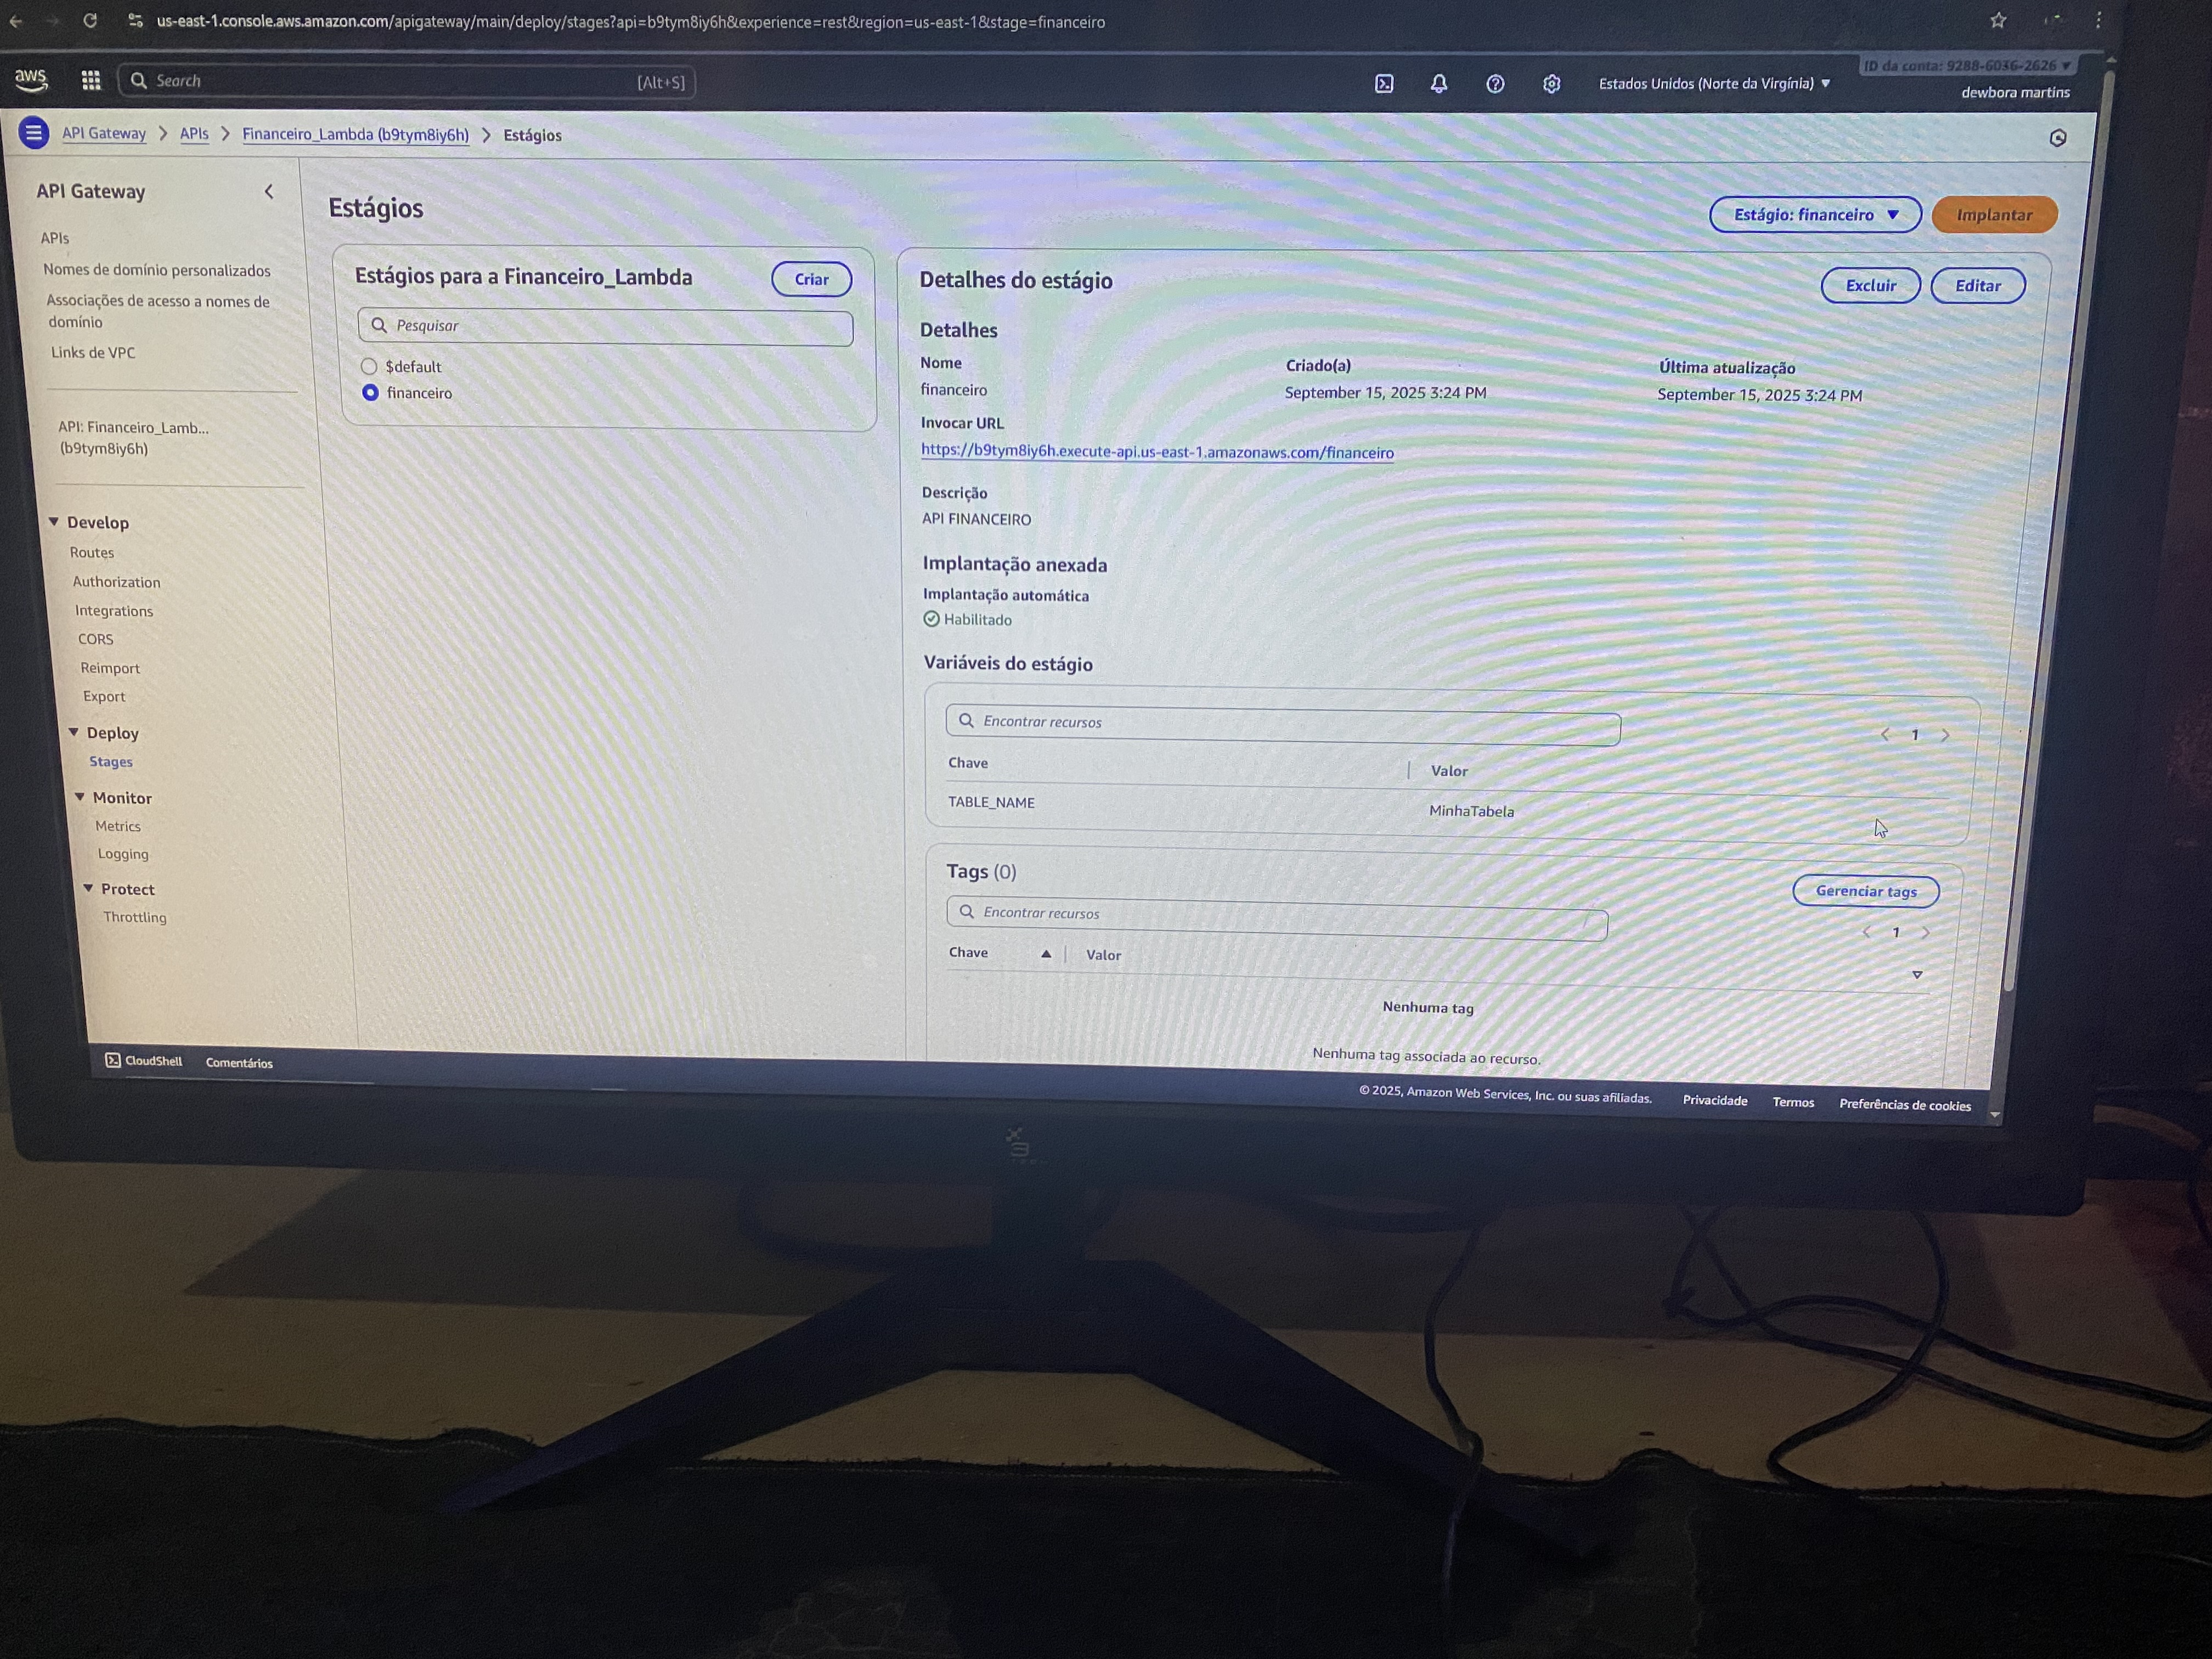 us-east-1.console.aws.amazon.com/apigateway/main/deploy/stages?api=b9tym8iy6h&experience=rest&region=us-east-1&stage=financeiro
aws
Search
[Alt+S]
Estados Unidos (Norte da Virgínia)
ID da conta: 9288-6036-2626
dewbora martins
API Gateway > APIs > Financeiro_Lambda (b9tym8iy6h) > Estágios
API Gateway
APIs
Nomes de domínio personalizados
Associações de acesso a nomes de
domínio
Links de VPC
API: Financeiro_Lamb...
(b9tym8iy6h)
Develop
Routes
Authorization
Integrations
CORS
Reimport
Export
Deploy
Stages
Monitor
Metrics
Logging
Protect
Throttling
Estágios
Estágio: financeiro
Implantar
Estágios para a Financeiro_Lambda
Criar
Pesquisar
$default
financeiro
Detalhes do estágio
Excluir
Editar
Detalhes
Nome
financeiro
Criado(a)
September 15, 2025 3:24 PM
Última atualização
September 15, 2025 3:24 PM
Invocar URL
https://b9tym8iy6h.execute-api.us-east-1.amazonaws.com/financeiro
Descrição
API FINANCEIRO
Implantação anexada
Implantação automática
Habilitado
Variáveis do estágio
Encontrar recursos
< 1 >
Chave
Valor
TABLE_NAME
MinhaTabela
Tags (0)
Gerenciar tags
Encontrar recursos
< 1 >
Chave
Valor
Nenhuma tag
Nenhuma tag associada ao recurso.
CloudShell
Comentários
© 2025, Amazon Web Services, Inc. ou suas afiliadas.
Privacidade
Termos
Preferências de cookies